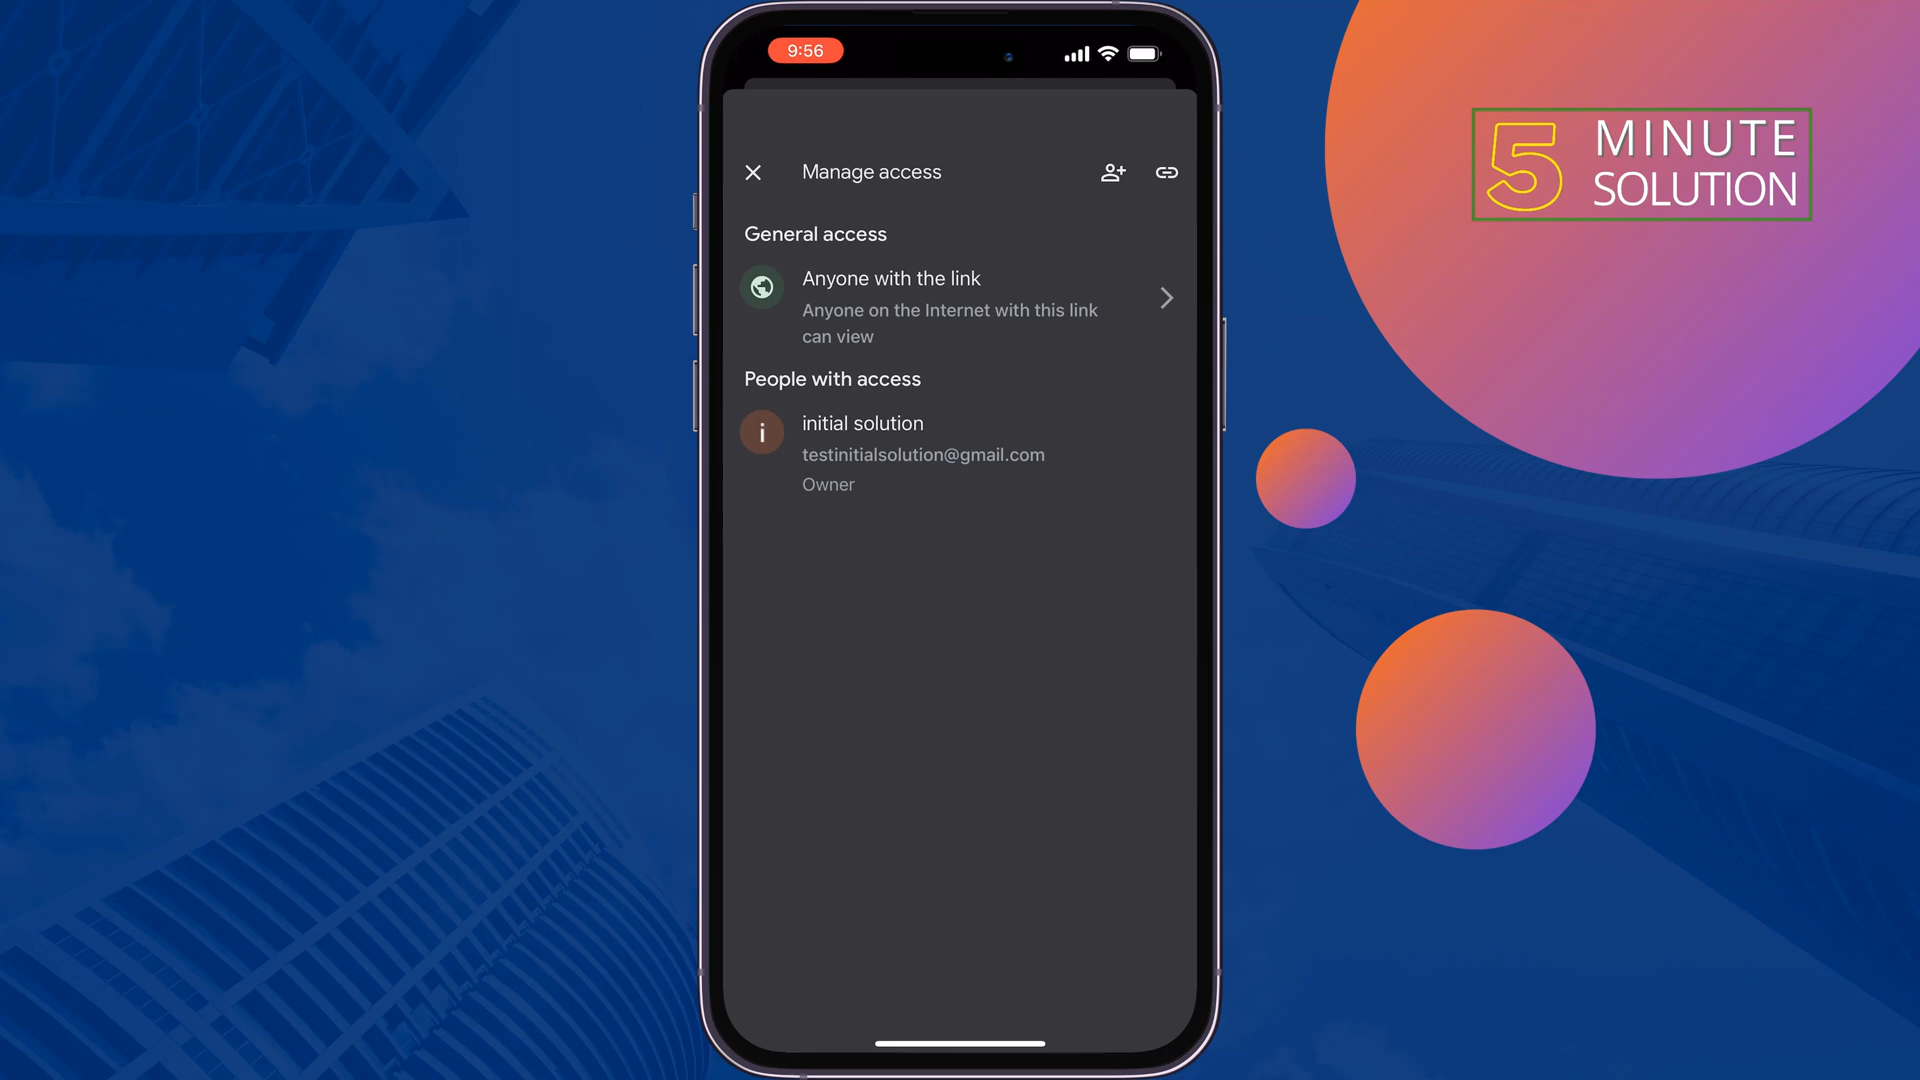 9:56
Manage access
General access
Anyone with the link
Anyone on the Internet with this link
can view
People with access
i
initial solution
testinitialsolution@gmail.com
Owner
5 MINUTE
SOLUTION